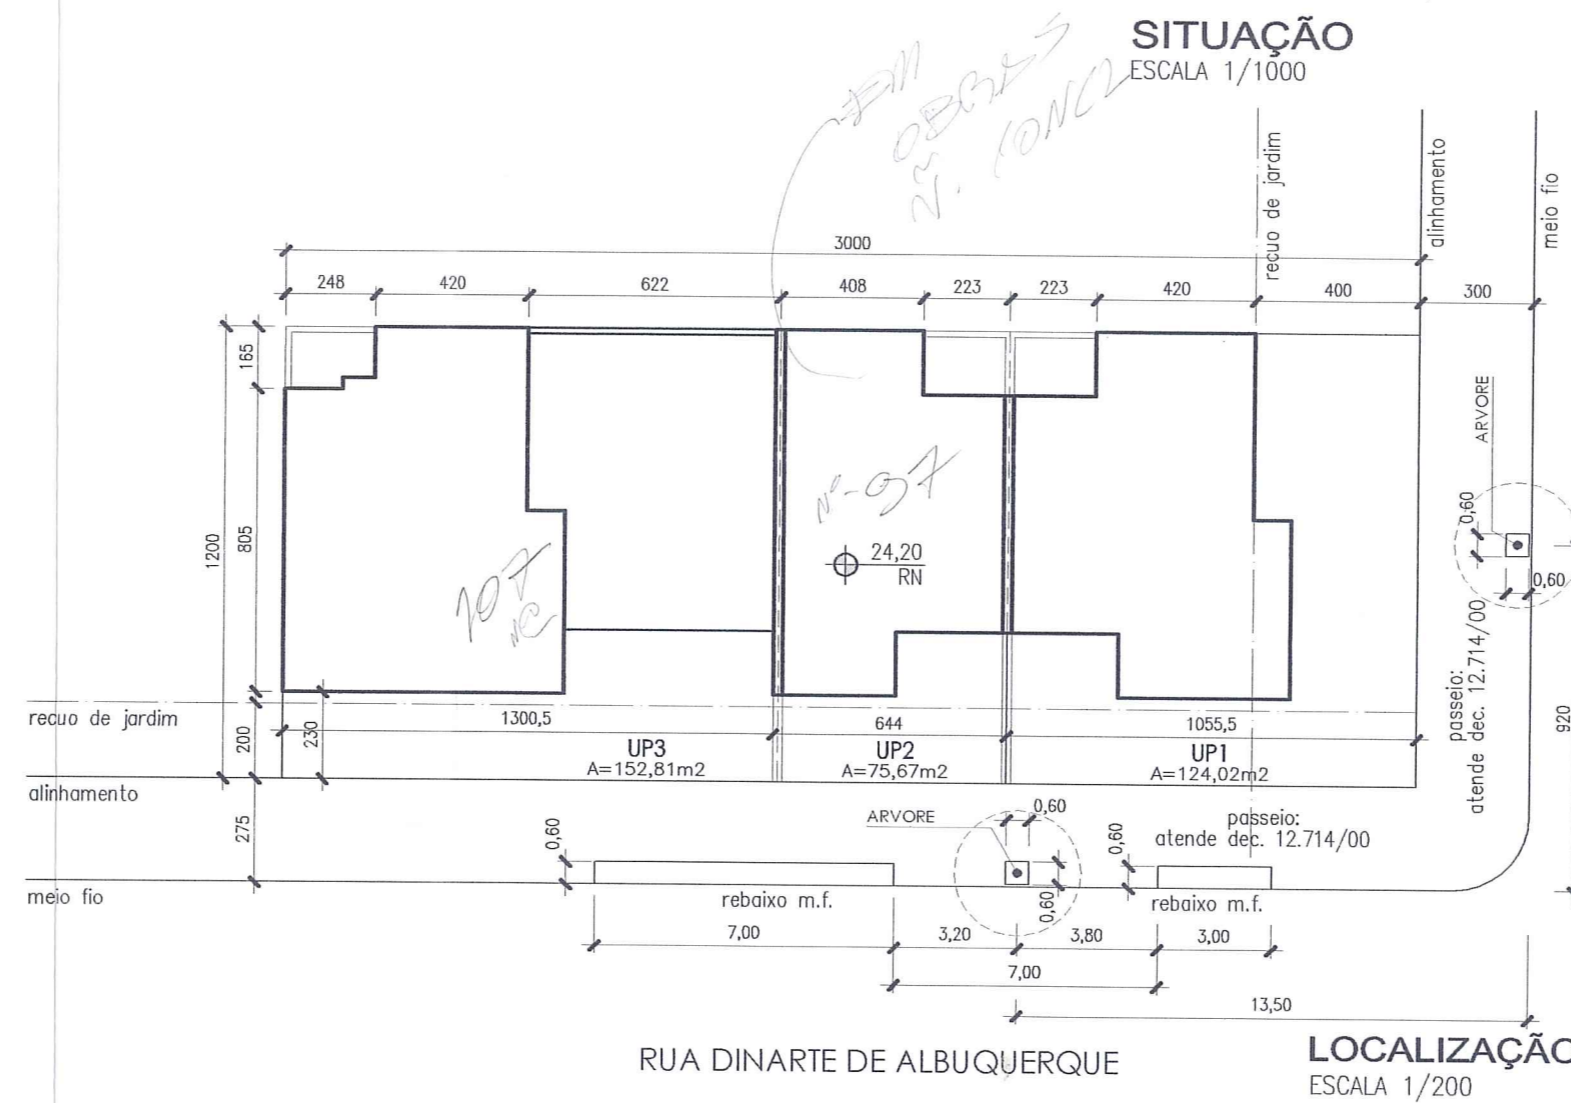 SITUAÇÃO
ESCALA 1/1000
EM
OBRAS
recuo de jardim
alinhamento
meio fio
3000
248
420
622
408
223
223
420
400
300
165
1200
805
ARVORE
0,60
0,60
Nº-97
24,20
RN
107
passeio:
atende dec. 12.714/00
920
recuo de jardim
200
230
1300,5
644
1055,5
UP3
A=152,81m2
UP2
A=75,67m2
UP1
A=124,02m2
alinhamento
275
meio fio
0,60
ARVORE
0,60
0,60
0,60
passeio:
atende dec. 12.714/00
rebaixo m.f.
rebaixo m.f.
7,00
3,20
3,80
3,00
7,00
13,50
RUA DINARTE DE ALBUQUERQUE
LOCALIZAÇÃO
ESCALA 1/200